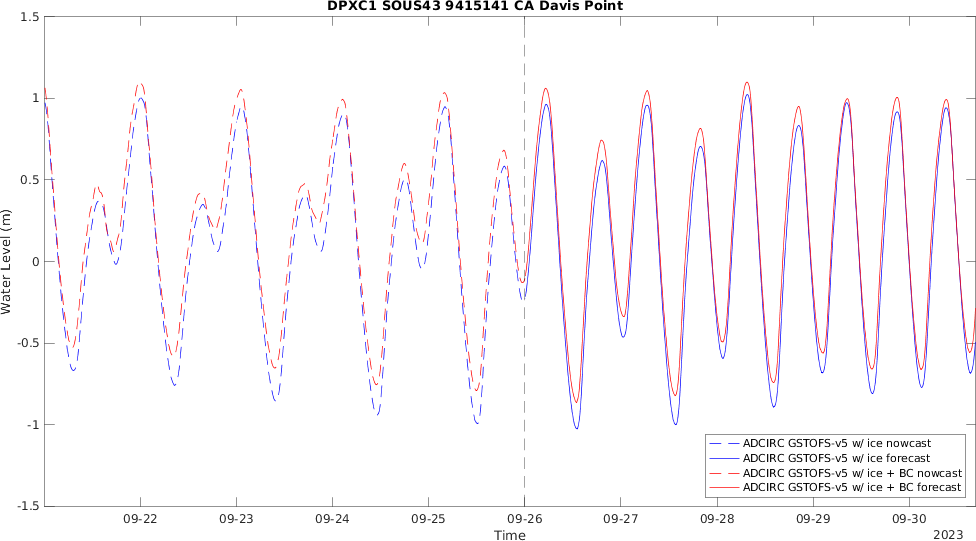 DPXC1 SOUS43 9415141 CA Davis Point
1.5
1
0.5
0
-0.5
-1
-1.5
Water Level (m)
ADCIRC GSTOFS-v5 w/ ice nowcast
ADCIRC GSTOFS-v5 w/ ice forecast
ADCIRC GSTOFS-v5 w/ ice + BC nowcast
ADCIRC GSTOFS-v5 w/ ice + BC forecast
09-22 09-23 09-24 09-25 09-26 09-27 09-28 09-29 09-30
Time
2023